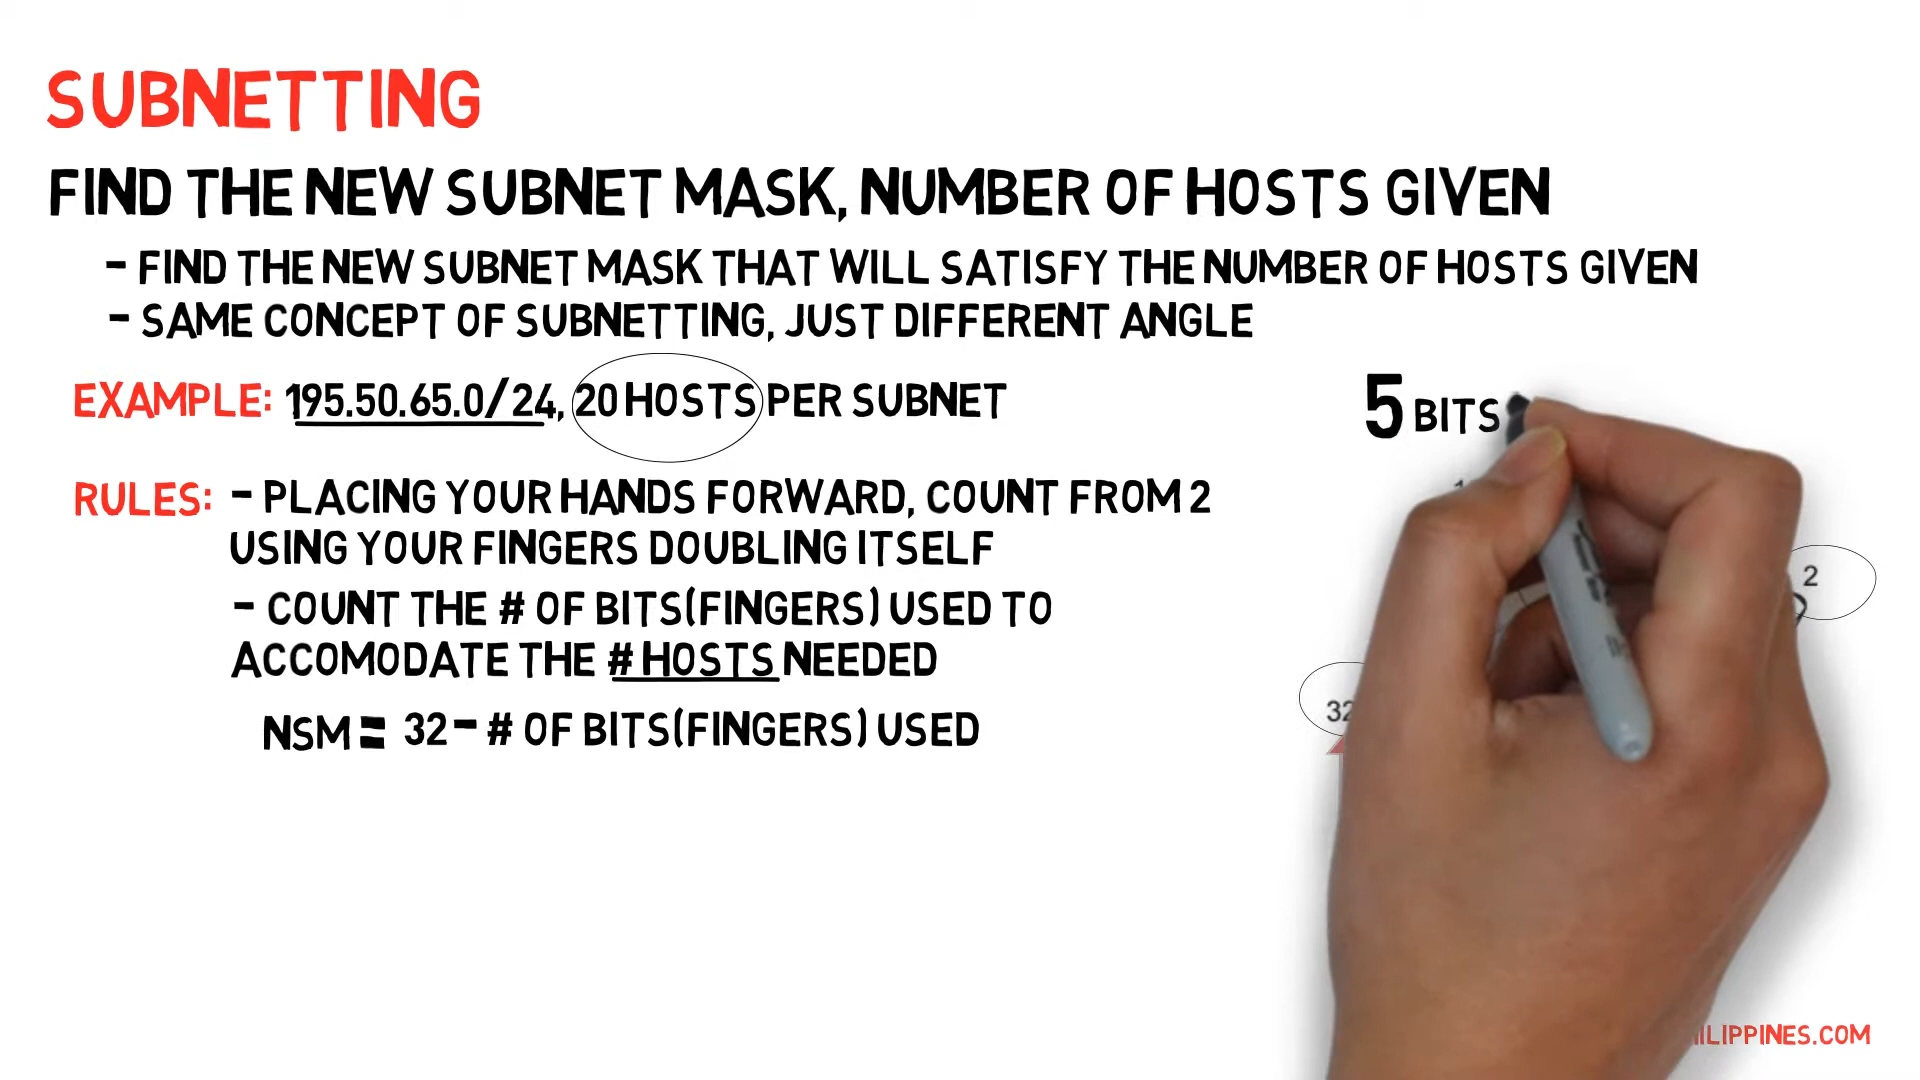 SUBNETTING
FIND THE NEW SUBNET MASK, NUMBER OF HOSTS GIVEN
- FIND THE NEW SUBNET MASK THAT WILL SATISFY THE NUMBER OF HOSTS GIVEN
- SAME CONCEPT OF SUBNETTING, JUST DIFFERENT ANGLE
EXAMPLE: 195.50.65.0/24, 20 HOSTS PER SUBNET
5 BITS
RULES: - PLACING YOUR HANDS FORWARD, COUNT FROM 2
USING YOUR FINGERS DOUBLING ITSELF
2
- COUNT THE # OF BITS(FINGERS) USED TO
ACCOMODATE THE # HOSTS NEEDED
32
NSM = 32 - # OF BITS(FINGERS) USED